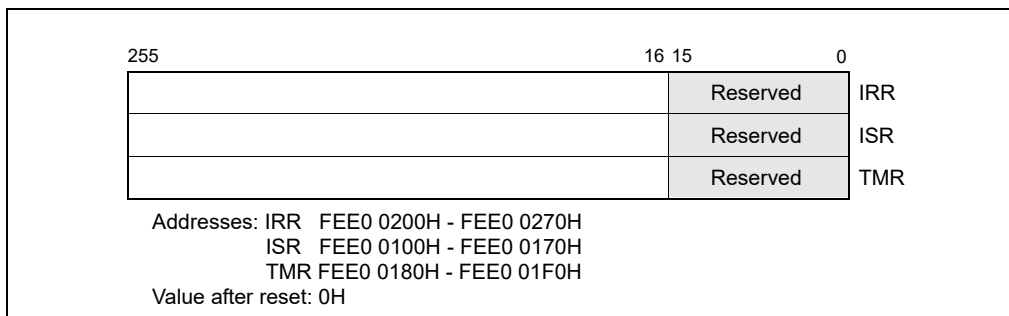 255 16 15 0
Reserved IRR
Reserved ISR
Reserved TMR
Addresses: IRR FEE0 0200H - FEE0 0270H
ISR FEE0 0100H - FEE0 0170H
TMR FEE0 0180H - FEE0 01F0H
Value after reset: 0H